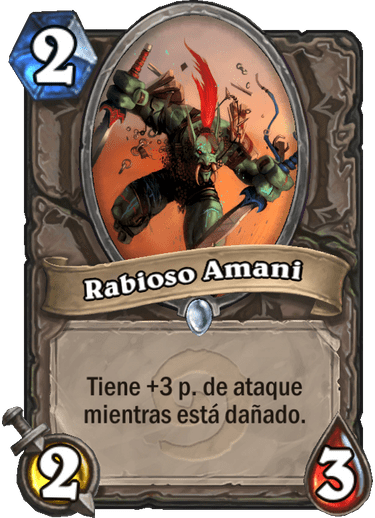 2
Rabioso Amani
Tiene +3 p. de ataque
mientras está dañado.
2
3